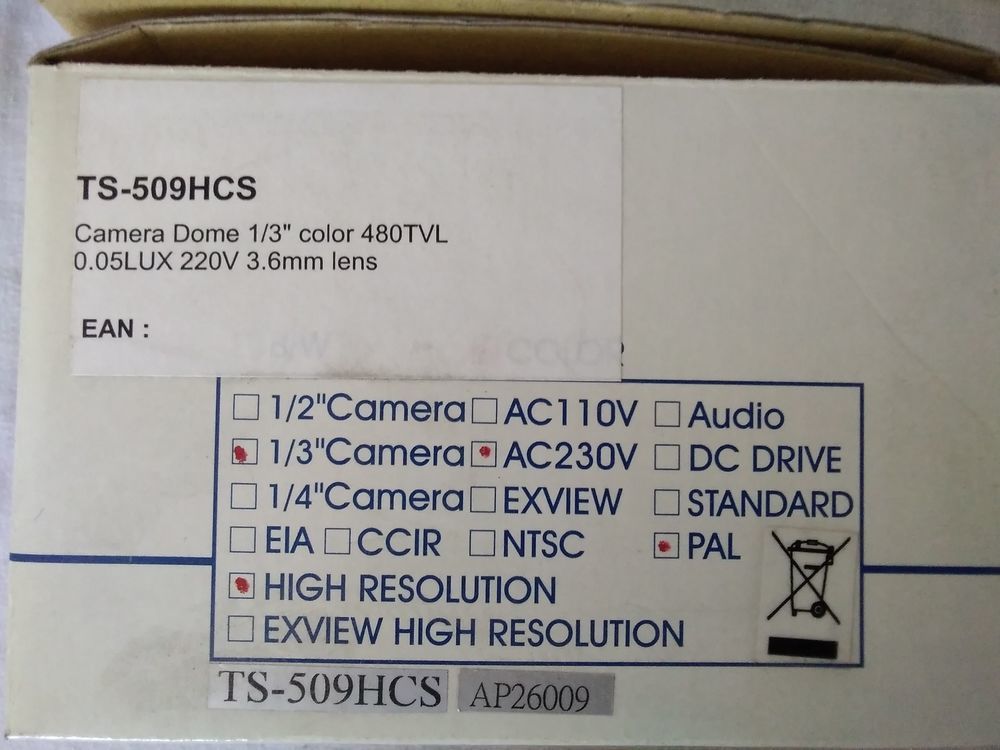 TS-509HCS
Camera Dome 1/3" color 480TVL
0.05LUX 220V 3.6mm lens
EAN :
B/W COLOR
1/2"Camera AC110V Audio
1/3"Camera AC230V DC DRIVE
1/4"Camera EXVIEW STANDARD
EIA CCIR NTSC PAL
HIGH RESOLUTION
EXVIEW HIGH RESOLUTION
TS-509HCS AP26009